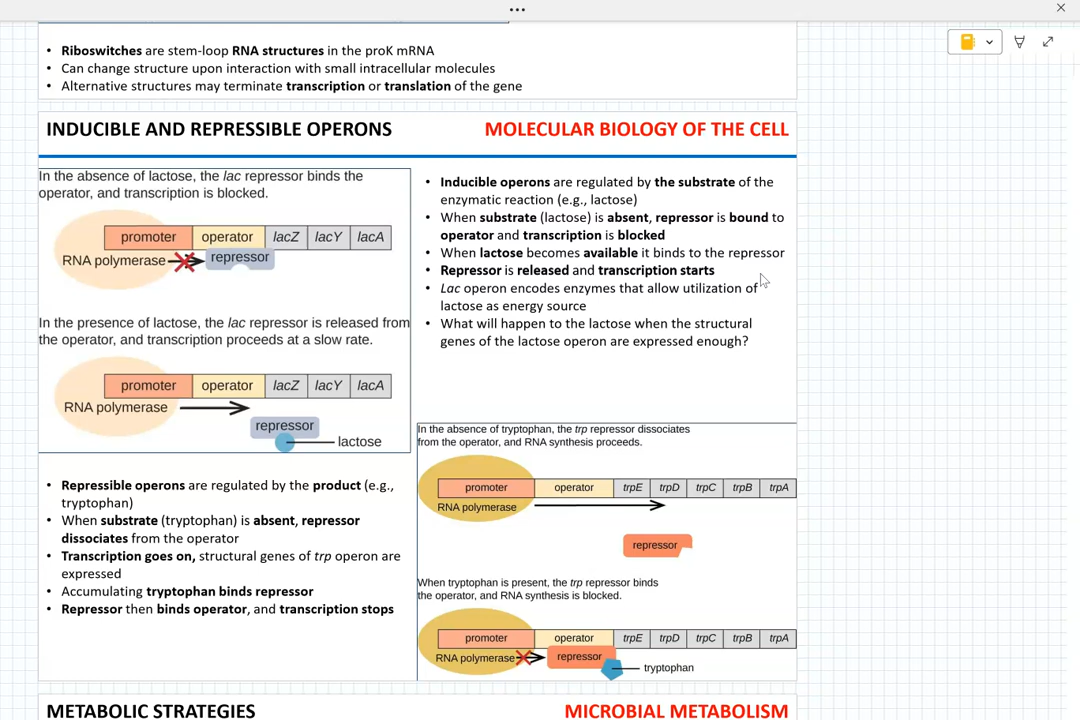 • Riboswitches are stem-loop RNA structures in the proK mRNA
• Can change structure upon interaction with small intracellular molecules
• Alternative structures may terminate transcription or translation of the gene
INDUCIBLE AND REPRESSIBLE OPERONS
MOLECULAR BIOLOGY OF THE CELL
In the absence of lactose, the lac repressor binds the
operator, and transcription is blocked.
promoter operator lacZ lacY lacA
RNA polymerase repressor
In the presence of lactose, the lac repressor is released from
the operator, and transcription proceeds at a slow rate.
promoter operator lacZ lacY lacA
RNA polymerase
repressor
lactose
• Inducible operons are regulated by the substrate of the
enzymatic reaction (e.g., lactose)
• When substrate (lactose) is absent, repressor is bound to
operator and transcription is blocked
• When lactose becomes available it binds to the repressor
• Repressor is released and transcription starts
• Lac operon encodes enzymes that allow utilization of
lactose as energy source
• What will happen to the lactose when the structural
genes of the lactose operon are expressed enough?
• Repressible operons are regulated by the product (e.g.,
tryptophan)
• When substrate (tryptophan) is absent, repressor
dissociates from the operator
• Transcription goes on, structural genes of trp operon are
expressed
• Accumulating tryptophan binds repressor
• Repressor then binds operator, and transcription stops
In the absence of tryptophan, the trp repressor dissociates
from the operator, and RNA synthesis proceeds.
promoter operator trpE trpD trpC trpB trpA
RNA polymerase
repressor
When tryptophan is present, the trp repressor binds
the operator, and RNA synthesis is blocked.
promoter operator trpE trpD trpC trpB trpA
RNA polymerase repressor
tryptophan
METABOLIC STRATEGIES
MICROBIAL METABOLISM